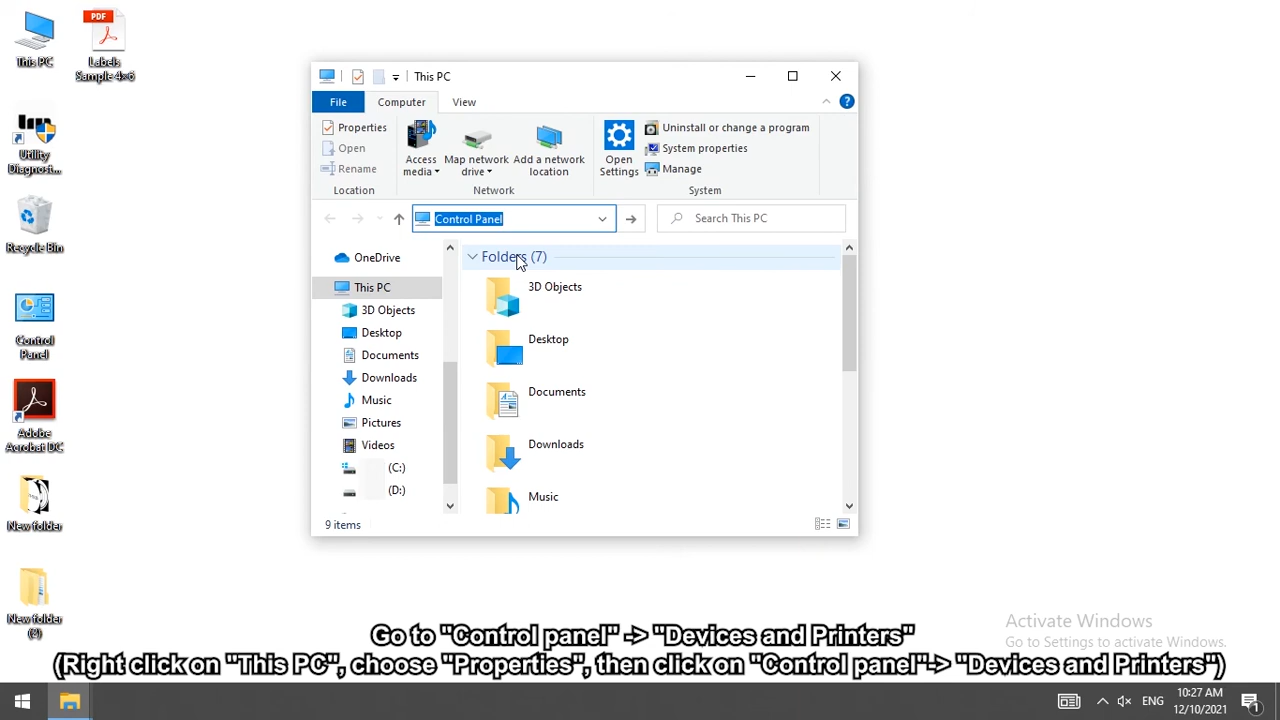 This PC
PDF
Labels
Sample 4×6
Utility
Diagnost...
Recycle Bin
Control
Panel
Adobe
Acrobat DC
New folder
New folder
(2)
This PC
File
Computer
View
Properties
Open
Rename
Location
Access
media
Map network
drive
Add a network
location
Network
Open
Settings
Uninstall or change a program
System properties
Manage
System
Control Panel
Search This PC
OneDrive
This PC
3D Objects
Desktop
Documents
Downloads
Music
Pictures
Videos
(C:)
(D:)
Folders (7)
3D Objects
Desktop
Documents
Downloads
Music
9 items
Activate Windows
Go to Settings to activate Windows.
Go to "Control panel" -> "Devices and Printers"
(Right click on "This PC", choose "Properties", then click on "Control panel"-> "Devices and Printers")
ENG
10:27 AM
12/10/2021
1